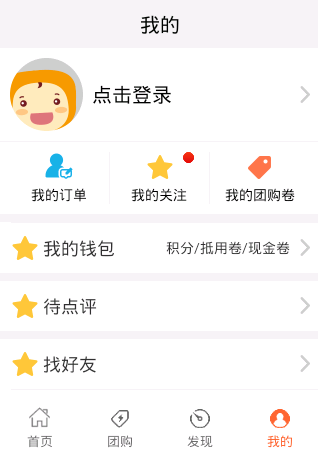 我的
点击登录
我的订单 我的关注 我的团购卷
我的钱包 积分/抵用卷/现金卷
待点评
找好友
首页 团购 发现 我的